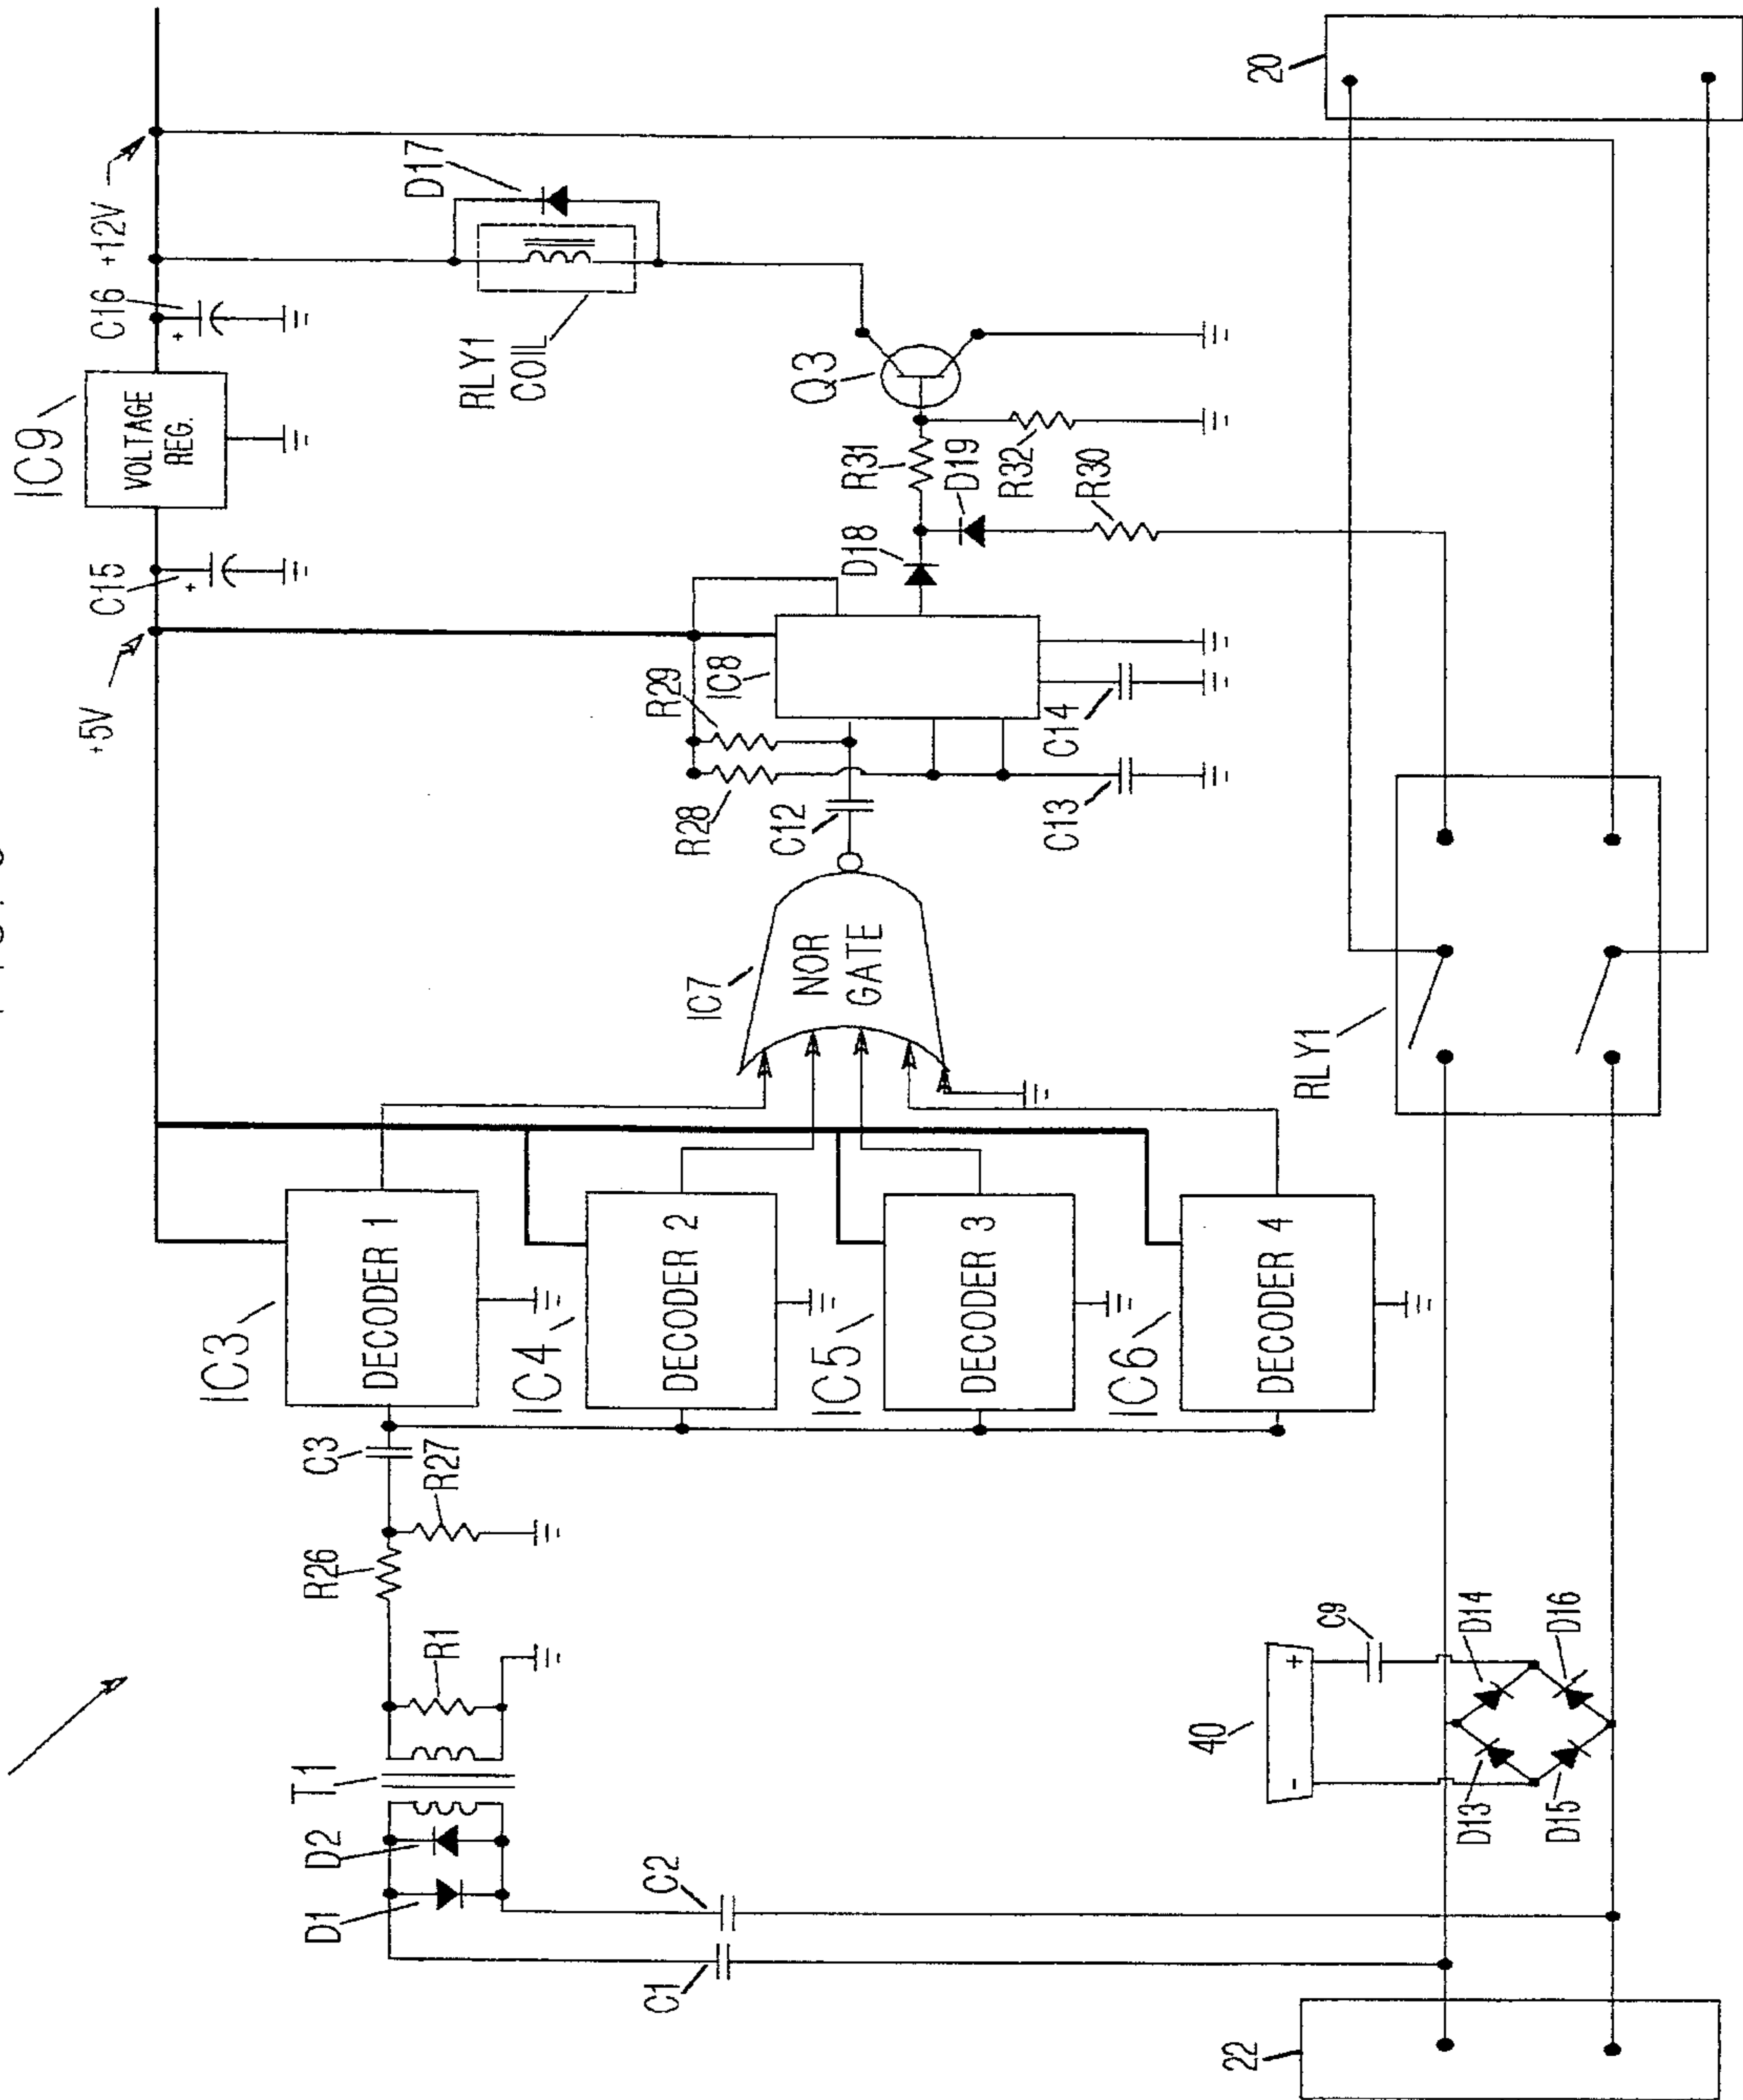 IC9
VOLTAGE
REG.
C15
C16
+12V
+5V
D17
RLY1
COIL
Q3
R31
D19
R32
R30
D18
IC8
R29
R28
C12
C14
C13
IC7
NOR
GATE
IC3
DECODER 1
IC4
DECODER 2
IC5
DECODER 3
IC6
DECODER 4
C3
R27
R26
R1
T1
D2
D1
C2
C1
RLY1
20
40
+
-
C9
D14
D16
D13
D15
22